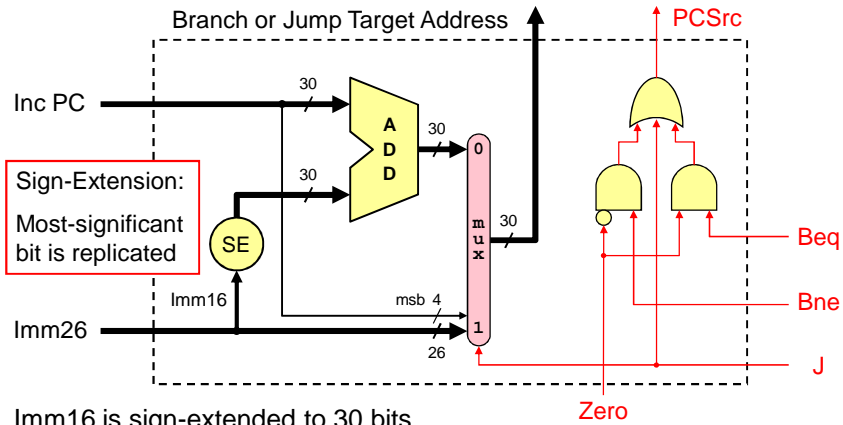 Branch or Jump Target Address
PCSrc
30
Inc PC
A
D
D
30
0
Sign-Extension:
Most-significant
bit is replicated
30
SE
m
u
x
30
Beq
Imm16
msb 4
Bne
Imm26
1
26
J
Zero
Imm16 is sign-extended to 30 bits